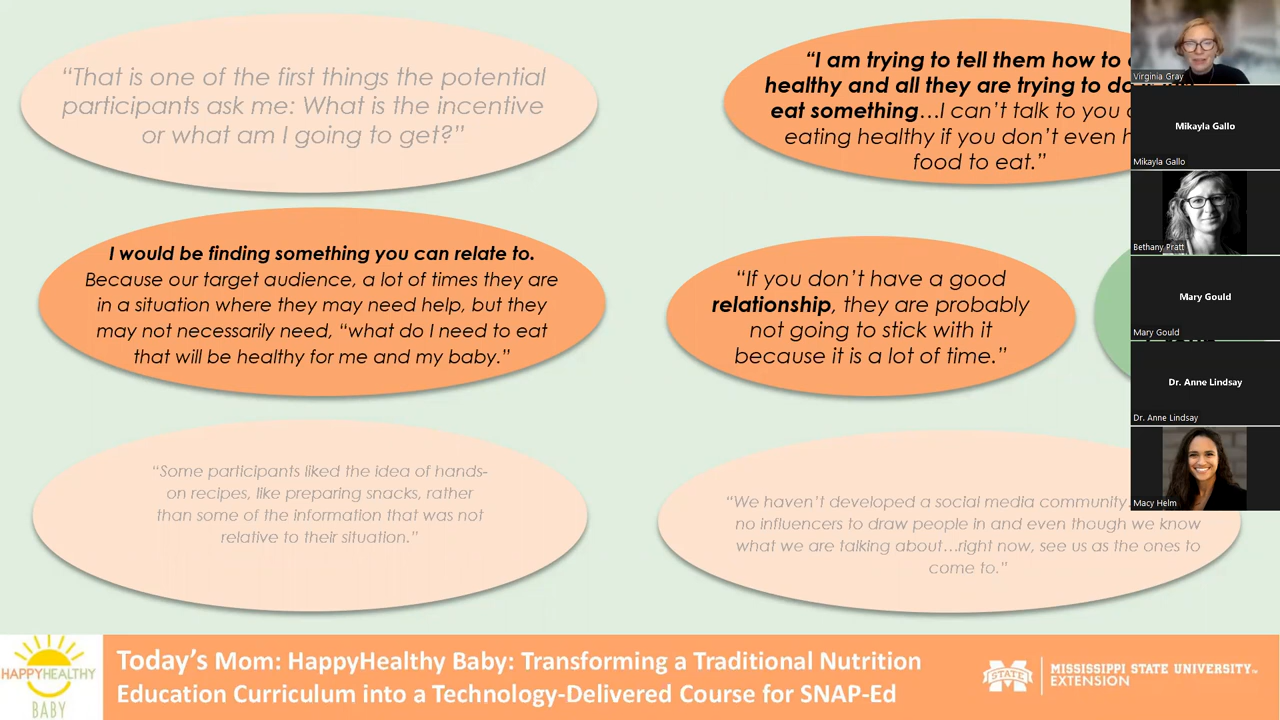 “That is one of the first things the potential
participants ask me: What is the incentive
or what am I going to get?”
“I am trying to tell them how to
healthy and all they are trying to do
eat something…I can’t talk to you
eating healthy if you don’t even
food to eat.”
I would be finding something you can relate to.
Because our target audience, a lot of times they are
in a situation where they may need help, but they
may not necessarily need, “what do I need to eat
that will be healthy for me and my baby.”
“If you don’t have a good
relationship, they are probably
not going to stick with it
because it is a lot of time.”
“Some participants liked the idea of hands-
on recipes, like preparing snacks, rather
than some of the information that was not
relative to their situation.”
“We haven’t developed a social media community
no influencers to draw people in and even though we know
what we are talking about…right now, see us as the ones to
come to.”
Virginia Gray
Mikayla Gallo
Mikayla Gallo
Bethany Pratt
Mary Gould
Mary Gould
Dr. Anne Lindsay
Dr. Anne Lindsay
Macy Helm
HAPPYHEALTHY
BABY
Today’s Mom: HappyHealthy Baby: Transforming a Traditional Nutrition
Education Curriculum into a Technology-Delivered Course for SNAP-Ed
STATE
MISSISSIPPI STATE UNIVERSITY™
EXTENSION